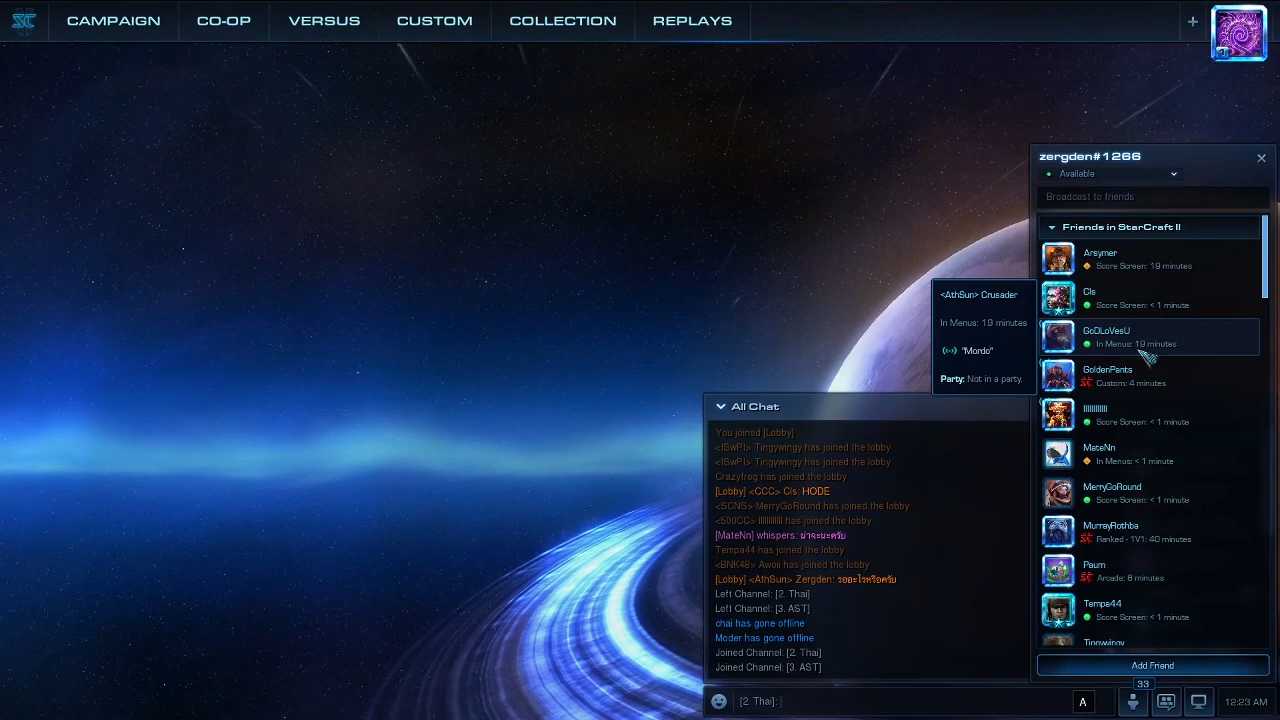 CAMPAIGN CO-OP VERSUS CUSTOM COLLECTION REPLAYS
zergden#1266
Available
Broadcast to friends
Friends in StarCraft II
Arsymer
Score Screen: 19 minutes
Cls
Score Screen: < 1 minute
GoDLoVesU
In Menus: 19 minutes
GoldenPants
Custom: 4 minutes
llllllllllll
Score Screen: < 1 minute
MateNn
In Menus: < 1 minute
MerryGoRound
Score Screen: < 1 minute
MurrayRothba
Ranked - 1V1: 40 minutes
Paum
Arcade: 8 minutes
Tempa44
Score Screen: < 1 minute
Tingywingy
Add Friend
33
<AthSun> Crusader
In Menus: 19 minutes
"Mordo"
Party: Not in a party.
All Chat
You joined [Lobby]
<ISwPl> Tingywingy has joined the lobby
<ISwPl> Tingywingy has joined the lobby
Crazyfrog has joined the lobby
[Lobby] <CCC> Cls: HODE
<SCNS> MerryGoRound has joined the lobby
<500CC> llllllllllll has joined the lobby
[MateNn] whispers: ผ่าจะมะครับ
Tempa44 has joined the lobby
<BNK48> Awoii has joined the lobby
[Lobby] <AthSun> Zergden: รออะไรหรือครับ
Left Channel: [2. Thai]
Left Channel: [3. AST]
chai has gone offline
Moder has gone offline
Joined Channel: [2. Thai]
Joined Channel: [3. AST]
[2. Thai]:
A
12:23 AM